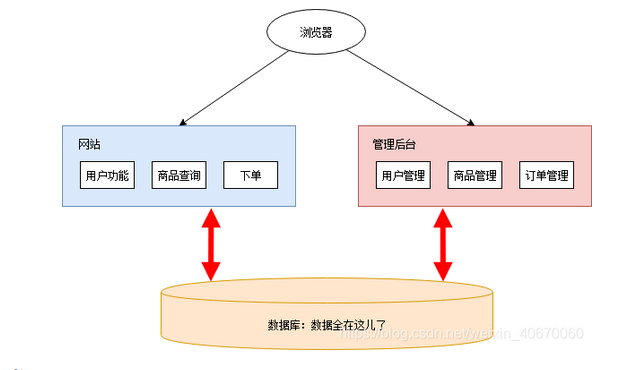 浏览器
网站
用户功能
商品查询
下单
管理后台
用户管理
商品管理
订单管理
数据库：数据全在这儿了
https://blog.csdn.net/weixin_40670060